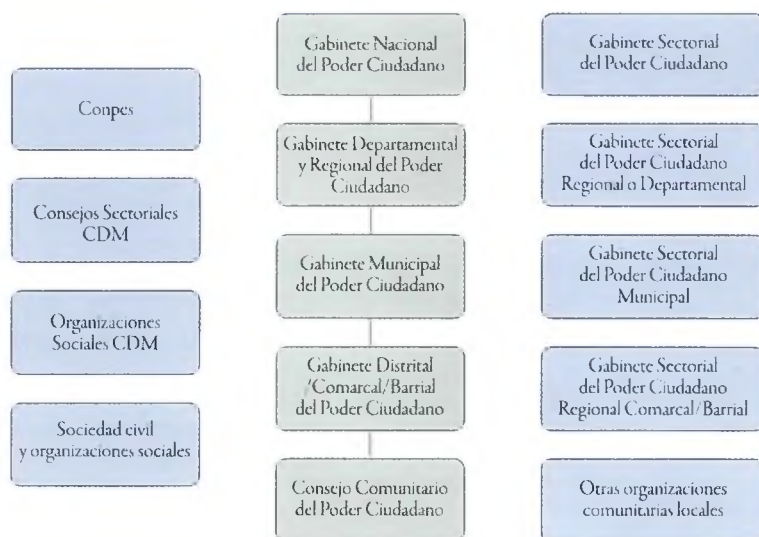 Conpes
Consejos Sectoriales
CDM
Organizaciones
Sociales CDM
Sociedad civil
y organizaciones sociales
Gabinete Nacional
del Poder Ciudadano
Gabinete Departamental
y Regional del Poder
Ciudadano
Gabinete Municipal
del Poder Ciudadano
Gabinete Distrital
/Comarcal/Barrial
del Poder Ciudadano
Consejo Comunitario
del Poder Ciudadano
Gabinete Sectorial
del Poder Ciudadano
Gabinete Sectorial
del Poder Ciudadano
Regional o Departamental
Gabinete Sectorial
del Poder Ciudadano
Municipal
Gabinete Sectorial
del Poder Ciudadano
Regional Comarcal/Barrial
Otras organizaciones
comunitarias locales